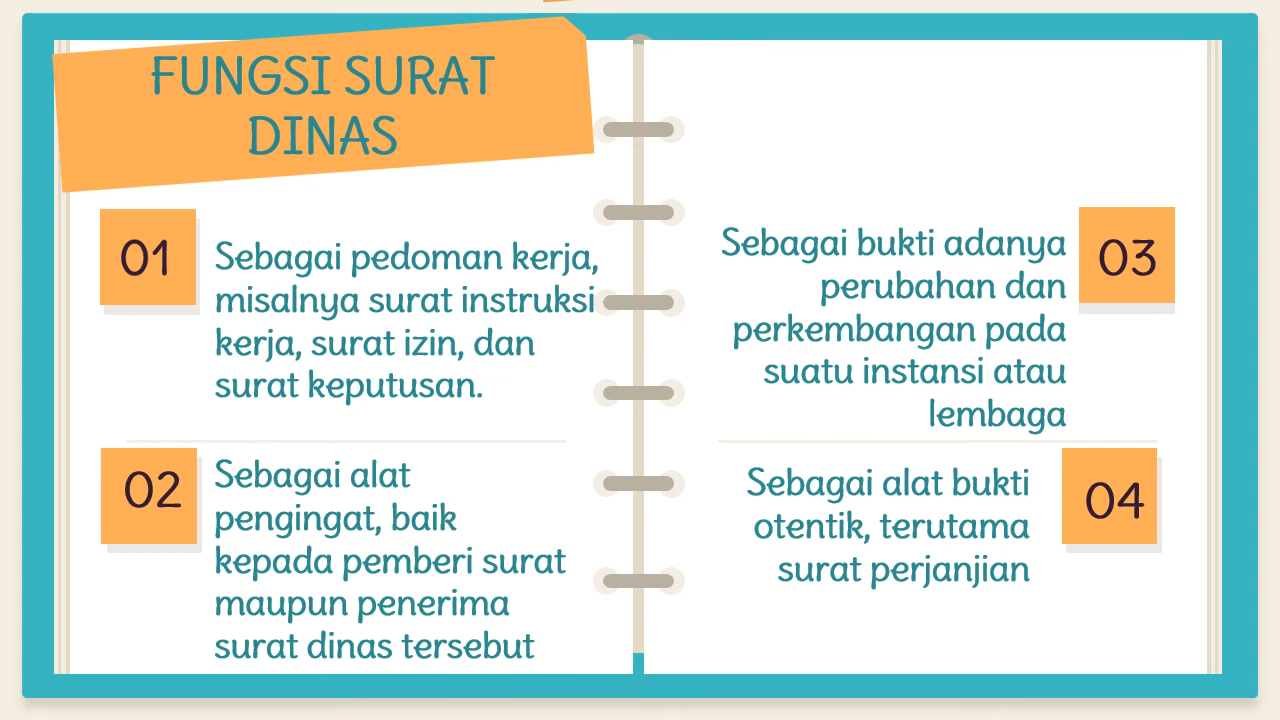 FUNGSI SURAT
DINAS
01
Sebagai pedoman kerja,
misalnya surat instruksi
kerja, surat izin, dan
surat keputusan.
02
Sebagai alat
pengingat, baik
kepada pemberi surat
maupun penerima
surat dinas tersebut
03
Sebagai bukti adanya
perubahan dan
perkembangan pada
suatu instansi atau
lembaga
04
Sebagai alat bukti
otentik, terutama
surat perjanjian